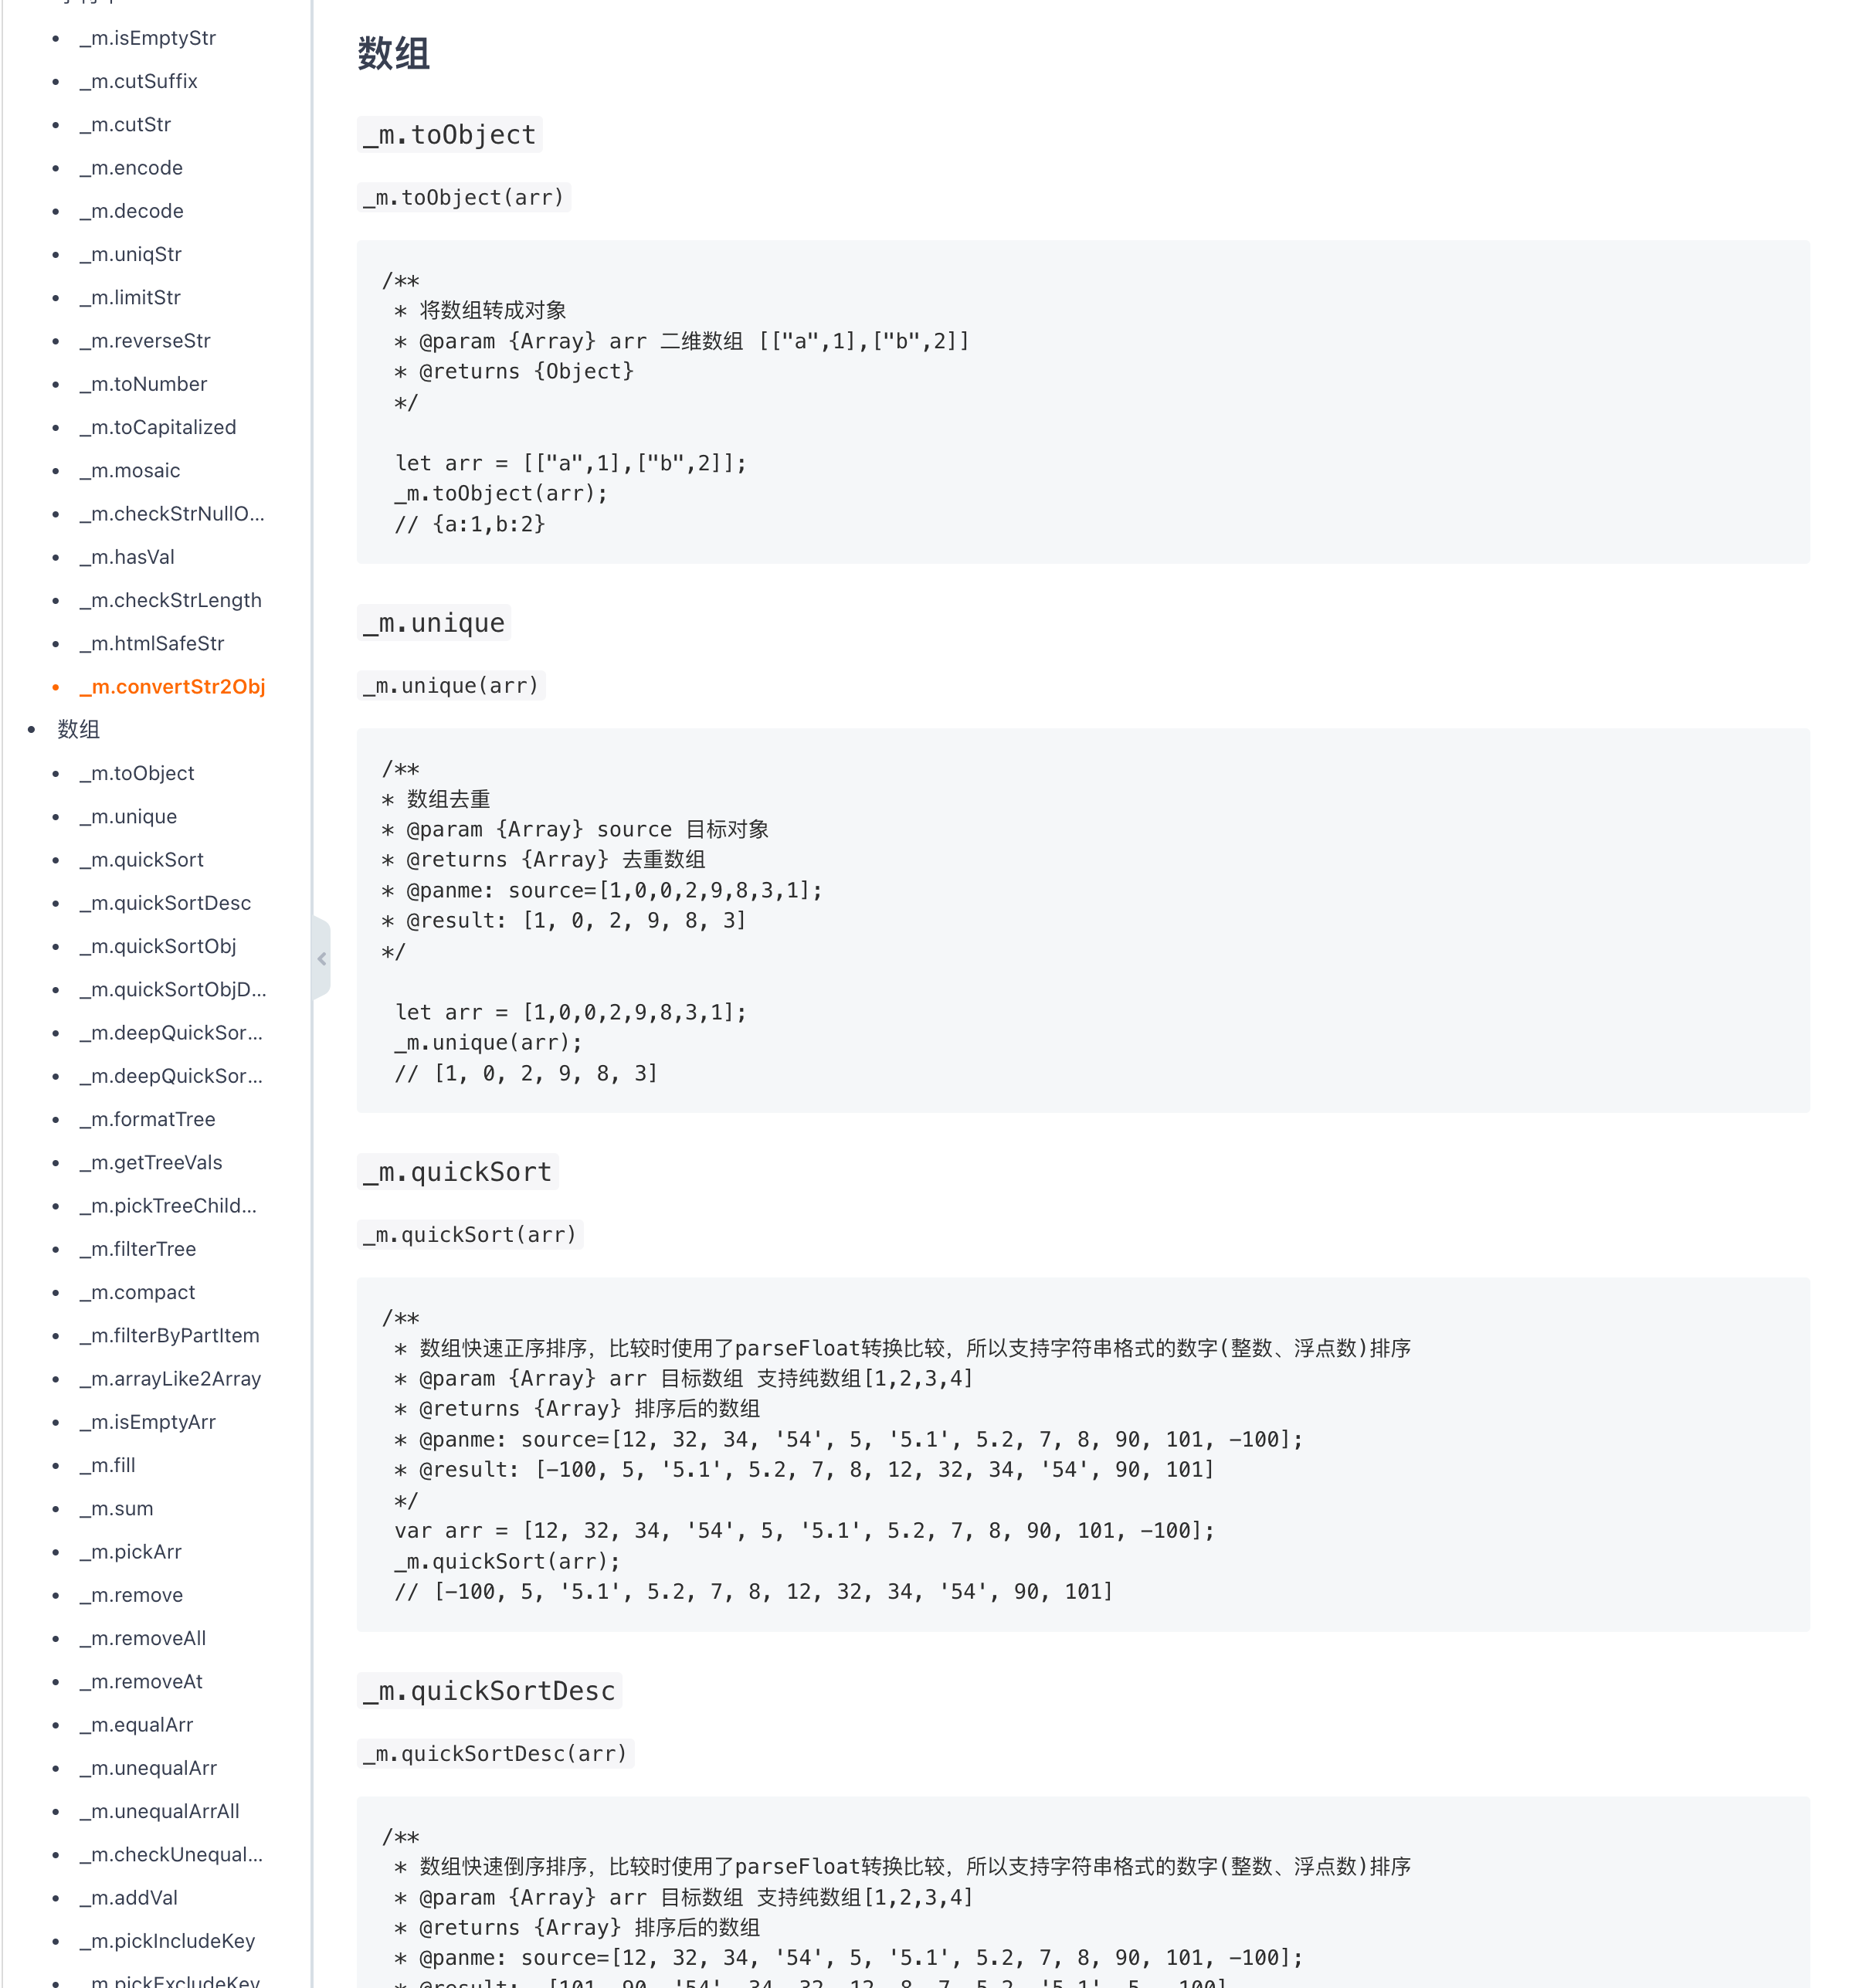 _m.isEmptyStr
_m.cutSuffix
_m.cutStr
_m.encode
_m.decode
_m.uniqStr
_m.limitStr
_m.reverseStr
_m.toNumber
_m.toCapitalized
_m.mosaic
_m.checkStrNullO...
_m.hasVal
_m.checkStrLength
_m.htmlSafeStr
_m.convertStr2Obj
数组
_m.toObject
_m.unique
_m.quickSort
_m.quickSortDesc
_m.quickSortObj
_m.quickSortObjD...
_m.deepQuickSor...
_m.deepQuickSor...
_m.formatTree
_m.getTreeVals
_m.pickTreeChild...
_m.filterTree
_m.compact
_m.filterByPartItem
_m.arrayLike2Array
_m.isEmptyArr
_m.fill
_m.sum
_m.pickArr
_m.remove
_m.removeAll
_m.removeAt
_m.equalArr
_m.unequalArr
_m.unequalArrAll
_m.checkUnequal...
_m.addVal
_m.pickIncludeKey
_m.pickExcludeKey
数组
_m.toObject
_m.toObject(arr)
/**
* 将数组转成对象
* @param {Array} arr 二维数组 [["a",1],["b",2]]
* @returns {Object}
*/
let arr = [["a",1],["b",2]];
_m.toObject(arr);
// {a:1,b:2}
_m.unique
_m.unique(arr)
/**
* 数组去重
* @param {Array} source 目标对象
* @returns {Array} 去重数组
* @panme: source=[1,0,0,2,9,8,3,1];
* @result: [1, 0, 2, 9, 8, 3]
*/
let arr = [1,0,0,2,9,8,3,1];
_m.unique(arr);
// [1, 0, 2, 9, 8, 3]
_m.quickSort
_m.quickSort(arr)
/**
* 数组快速正序排序，比较时使用了parseFloat转换比较，所以支持字符串格式的数字(整数、浮点数)排序
* @param {Array} arr 目标数组 支持纯数组[1,2,3,4]
* @returns {Array} 排序后的数组
* @panme: source=[12, 32, 34, '54', 5, '5.1', 5.2, 7, 8, 90, 101, -100];
* @result: [-100, 5, '5.1', 5.2, 7, 8, 12, 32, 34, '54', 90, 101]
*/
var arr = [12, 32, 34, '54', 5, '5.1', 5.2, 7, 8, 90, 101, -100];
_m.quickSort(arr);
// [-100, 5, '5.1', 5.2, 7, 8, 12, 32, 34, '54', 90, 101]
_m.quickSortDesc
_m.quickSortDesc(arr)
/**
* 数组快速倒序排序，比较时使用了parseFloat转换比较，所以支持字符串格式的数字(整数、浮点数)排序
* @param {Array} arr 目标数组 支持纯数组[1,2,3,4]
* @returns {Array} 排序后的数组
* @panme: source=[12, 32, 34, '54', 5, '5.1', 5.2, 7, 8, 90, 101, -100];
* @result: [101, 90, '54', 34, 32, 12, 8, 7, 5.2, '5.1', 5, -100]